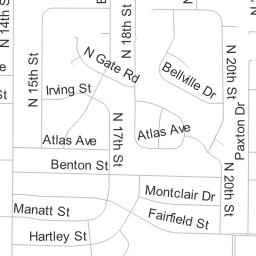 N 14th St
N 15th St
N 18th St
N Gate Rd
Bellville Dr
N 20th St
Irving St
St
Paxton Dr
Atlas Ave
Atlas Ave
N 17th St
Benton St
N 20th St
Montclair Dr
Manatt St
Fairfield St
Hartley St